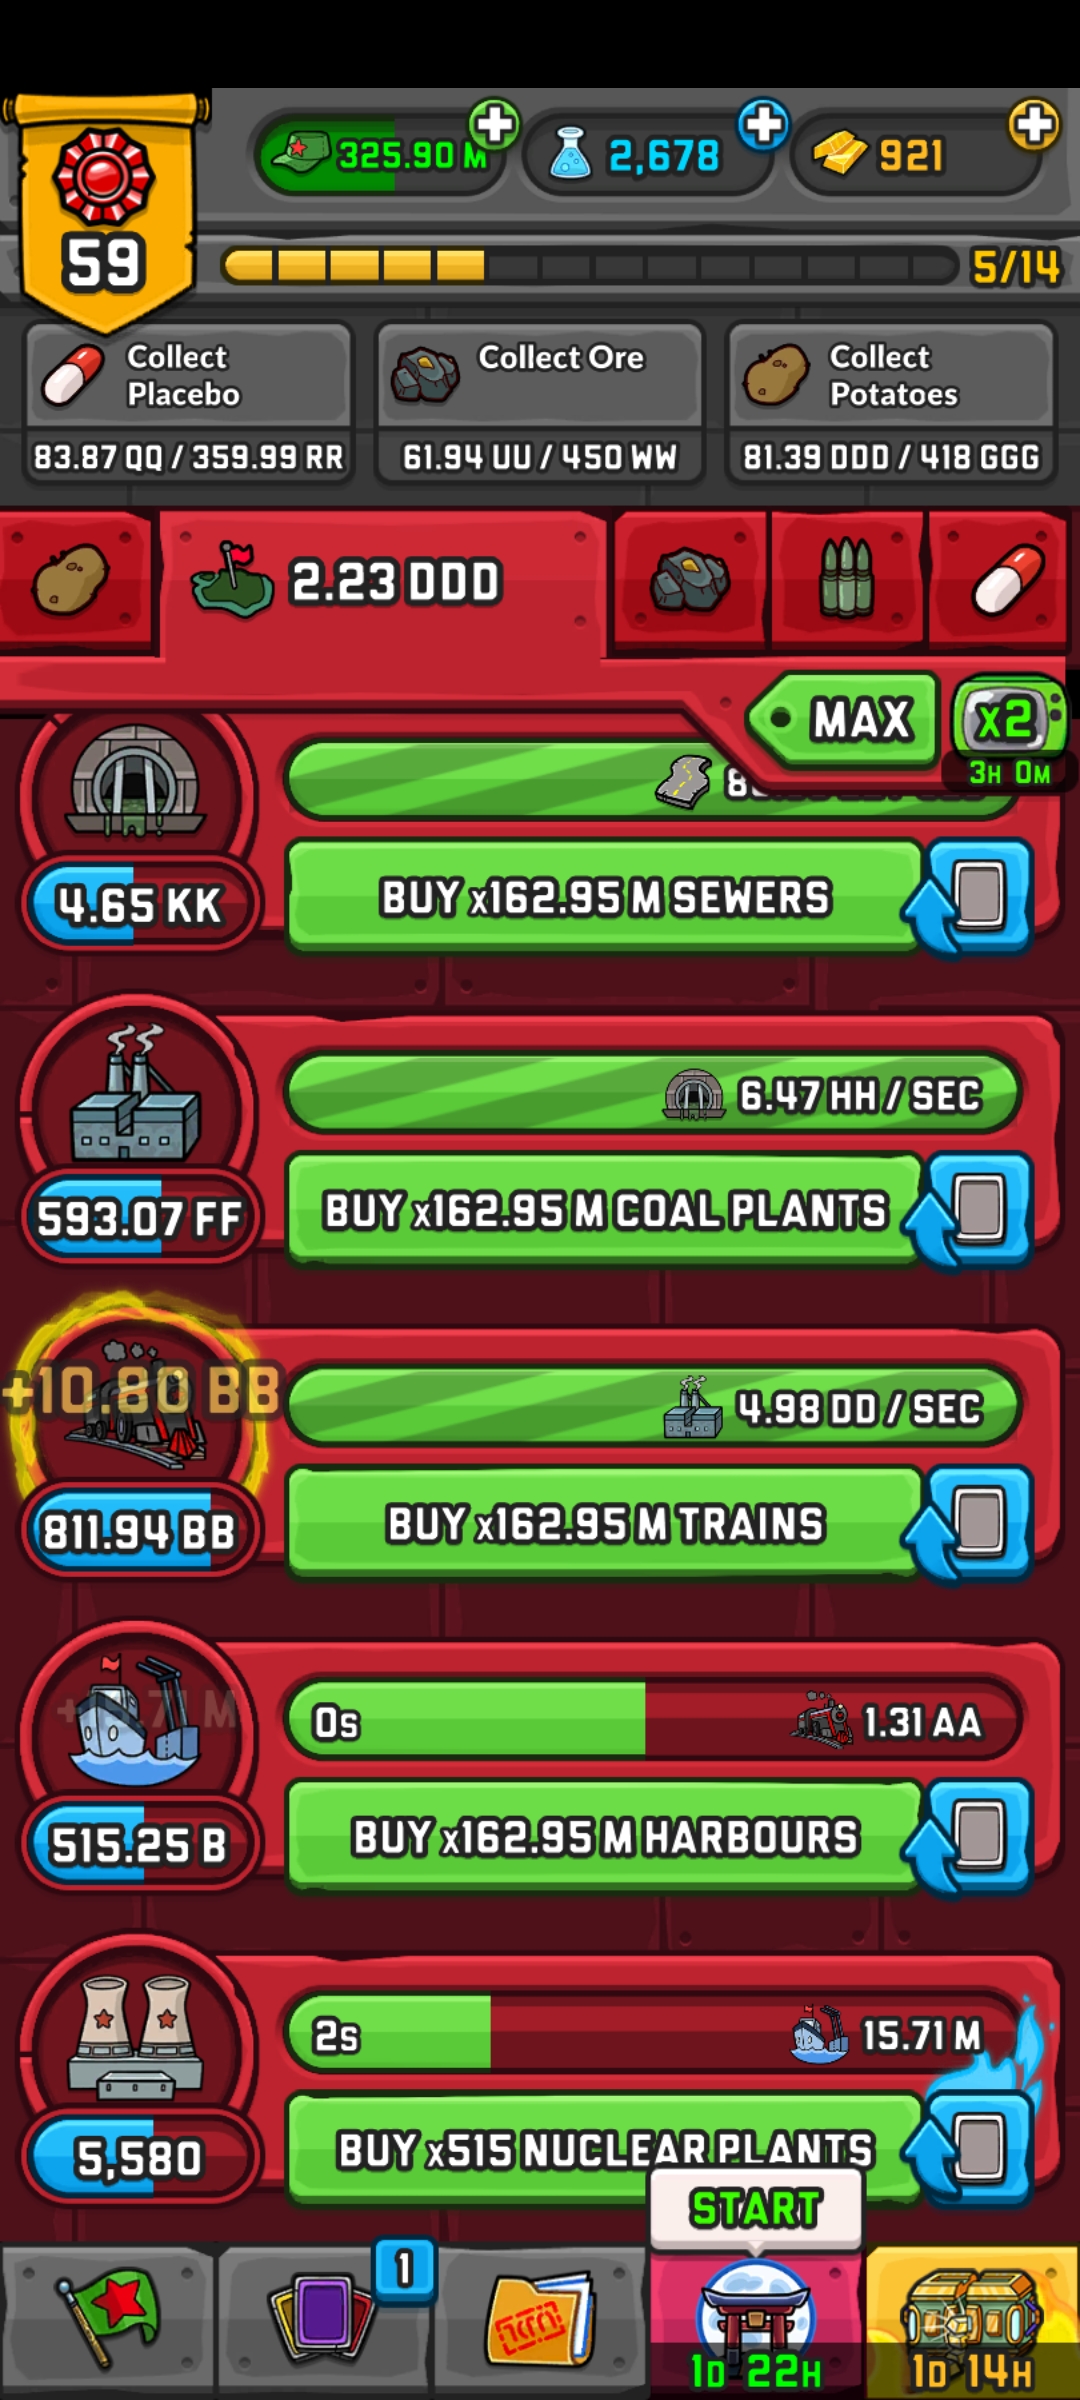 325.90 M
2,678
921
59
5/14
Collect
Placebo
83.87 QQ / 359.99 RR
Collect Ore
61.94 UU / 450 WW
Collect
Potatoes
81.39 DDD / 418 GGG
2.23 DDD
MAX
x2
3H 0M
4.65 KK
BUY x162.95 M SEWERS
6.47 HH / SEC
593.07 FF
BUY x162.95 M COAL PLANTS
+10.80 BB
4.98 DD / SEC
811.94 BB
BUY x162.95 M TRAINS
0s
1.31 AA
515.25 B
BUY x162.95 M HARBOURS
2s
15.71 M
5,580
BUY x515 NUCLEAR PLANTS
START
1
1D 22H
1D 14H